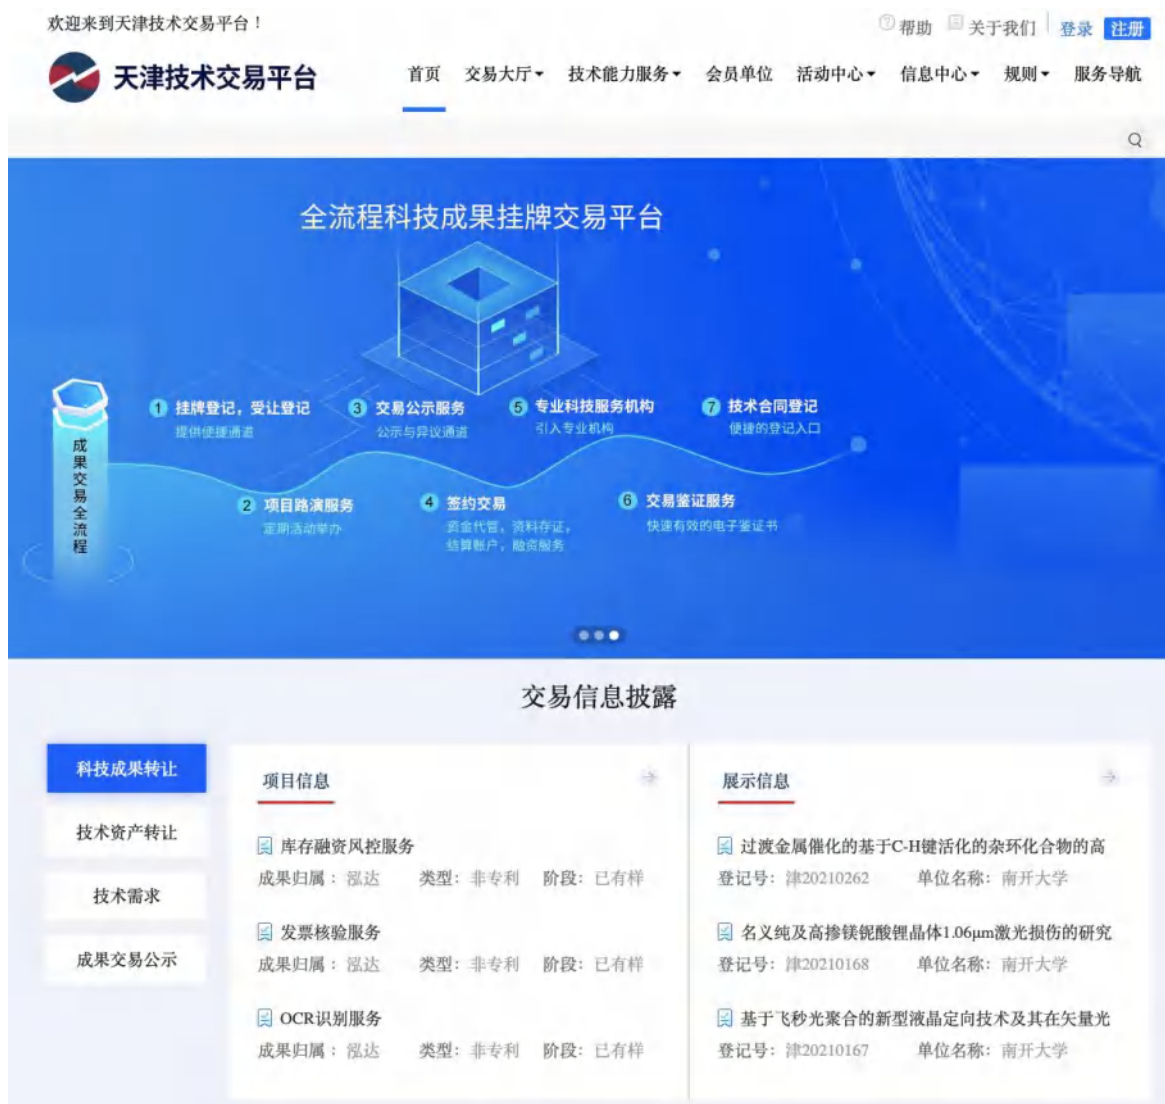 欢迎来到天津技术交易平台！
帮助 关于我们 登录 注册
天津技术交易平台
首页 交易大厅 技术能力服务 会员单位 活动中心 信息中心 规则 服务导航
全流程科技成果挂牌交易平台
成果交易全流程
1 挂牌登记，受让登记
提供便捷通道
2 项目路演服务
定期活动举办
3 交易公示服务
公示与异议通道
4 签约交易
资金代管，资料存证，
结算账户，融资服务
5 专业科技服务机构
引入专业机构
6 交易鉴证服务
快速有效的电子鉴证书
7 技术合同登记
便捷的登记入口
交易信息披露
科技成果转让
技术资产转让
技术需求
成果交易公示
项目信息
库存融资风控服务
成果归属：泓达 类型：非专利 阶段：已有样
发票核验服务
成果归属：泓达 类型：非专利 阶段：已有样
OCR识别服务
成果归属：泓达 类型：非专利 阶段：已有样
展示信息
过渡金属催化的基于C-H键活化的杂环化合物的高
登记号：津20210262 单位名称：南开大学
名义纯及高掺镁铌酸锂晶体1.06μm激光损伤的研究
登记号：津20210168 单位名称：南开大学
基于飞秒光聚合的新型液晶定向技术及其在矢量光
登记号：津20210167 单位名称：南开大学